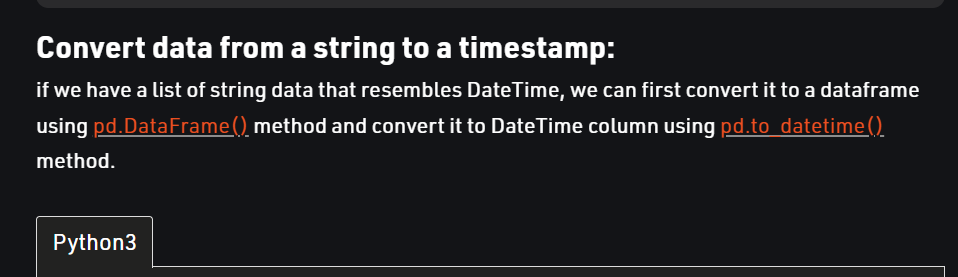 Convert data from a string to a timestamp:
if we have a list of string data that resembles DateTime, we can first convert it to a dataframe
using pd.DataFrame() method and convert it to DateTime column using pd.to_datetime()
method.
Python3